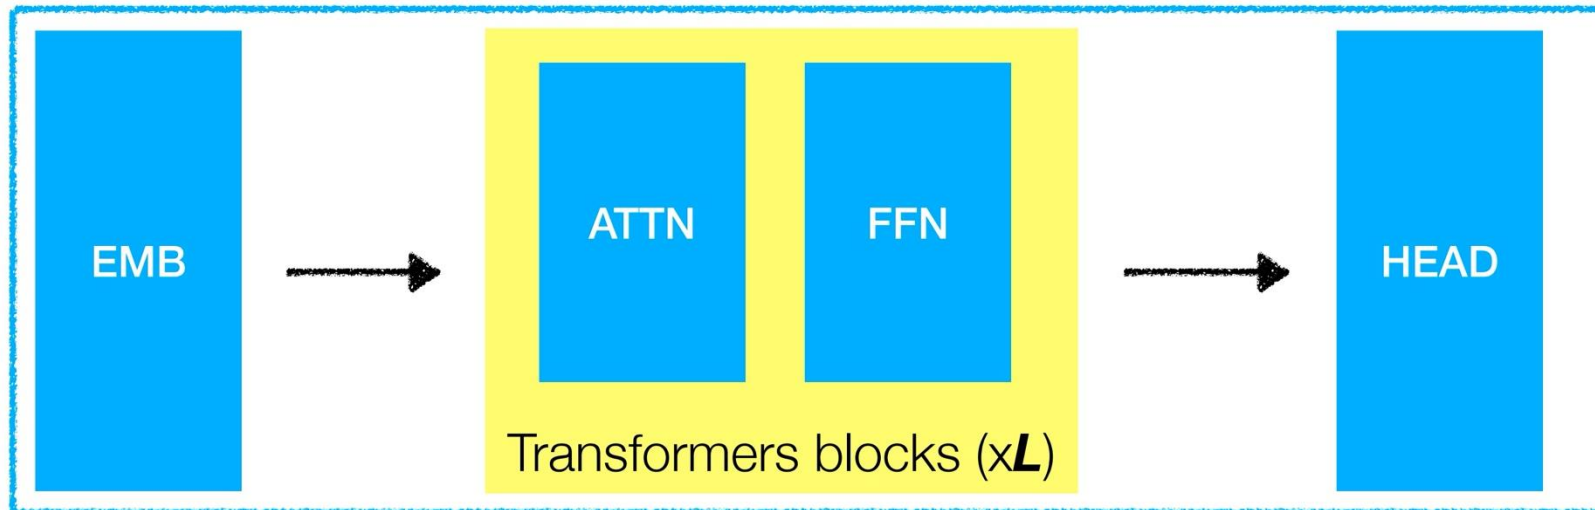 EMB
ATTN
FFN
HEAD
Transformers blocks (xL)